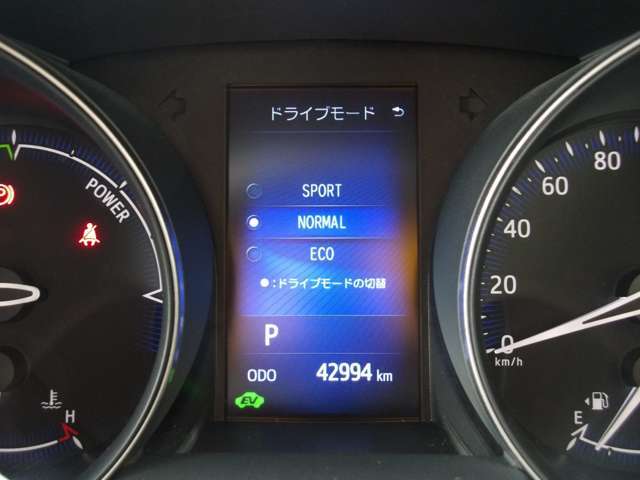 ドライブモード
SPORT
NORMAL
ECO
●:ドライブモードの切替
P
ODO 42994 km
EV
POWER
H
80
60
40
20
0
km/h
E